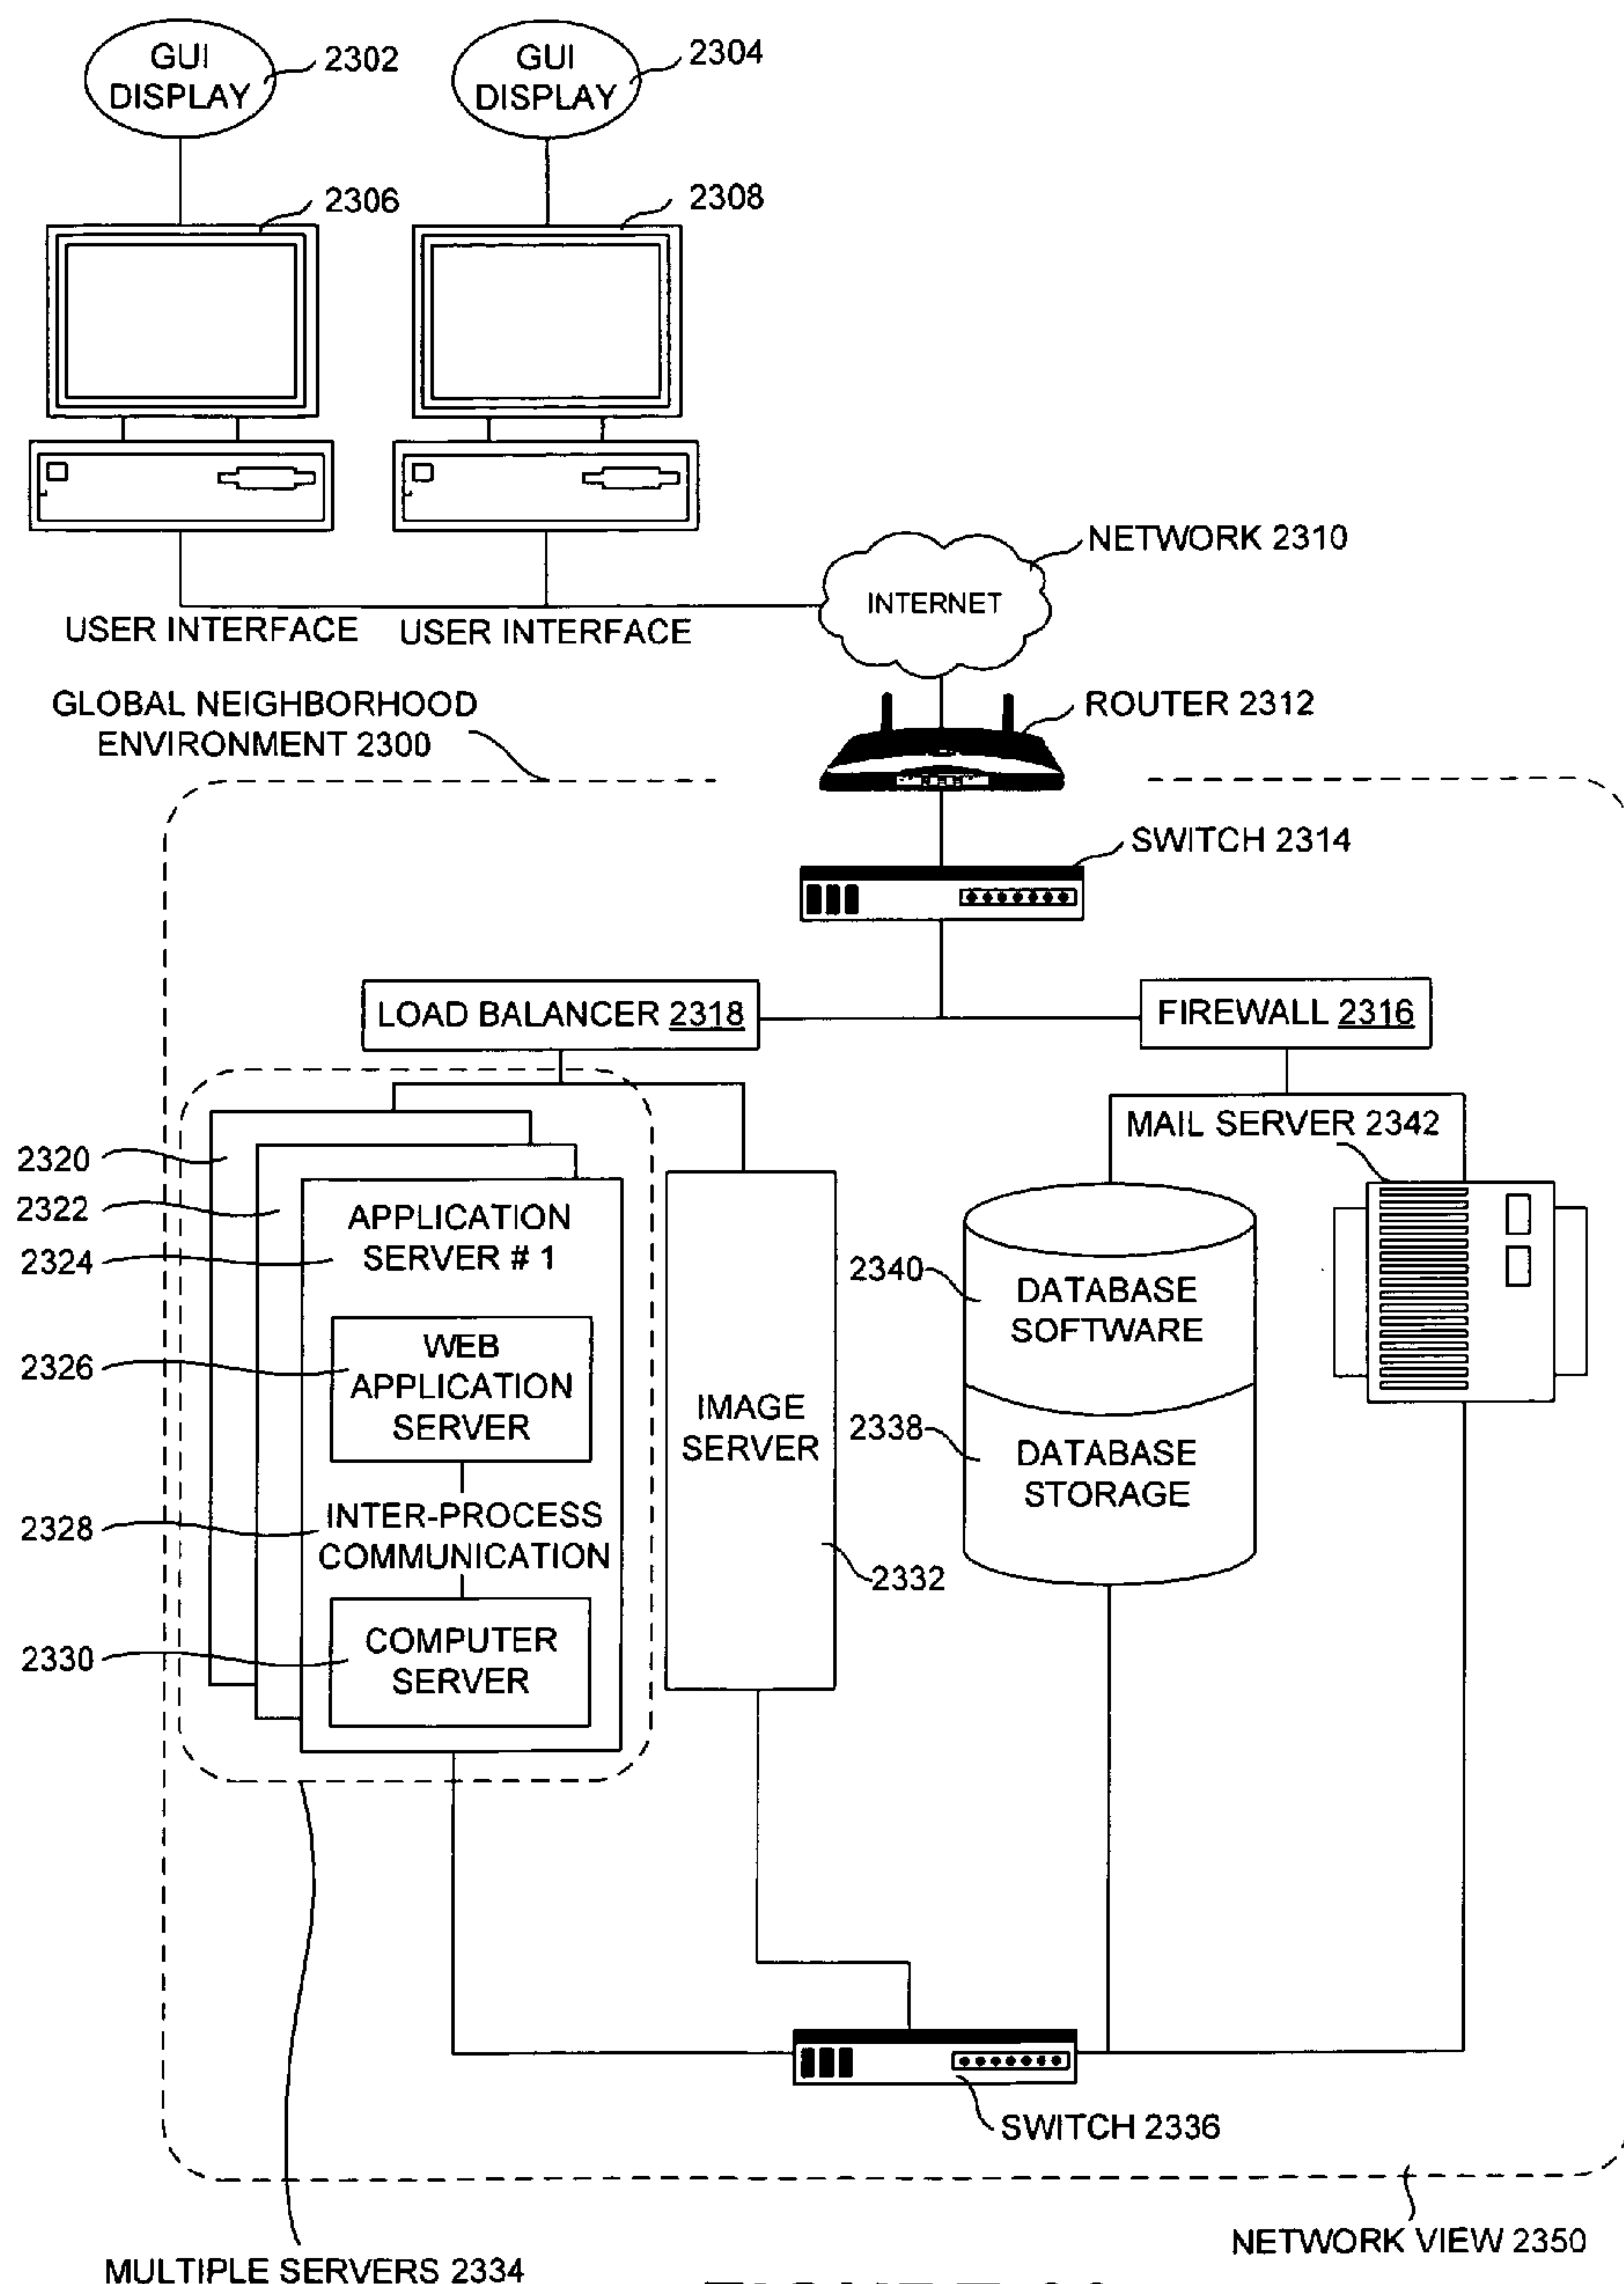 GUI
DISPLAY
2302
GUI
DISPLAY
2304
2306
2308
NETWORK 2310
INTERNET
USER INTERFACE
USER INTERFACE
GLOBAL NEIGHBORHOOD
ENVIRONMENT 2300
ROUTER 2312
SWITCH 2314
LOAD BALANCER 2318
FIREWALL 2316
MAIL SERVER 2342
2320
2322
2324
APPLICATION
SERVER # 1
2326
WEB
APPLICATION
SERVER
2328
INTER-PROCESS
COMMUNICATION
2330
COMPUTER
SERVER
IMAGE
SERVER
2332
2340
DATABASE
SOFTWARE
2338
DATABASE
STORAGE
SWITCH 2336
NETWORK VIEW 2350
MULTIPLE SERVERS 2334